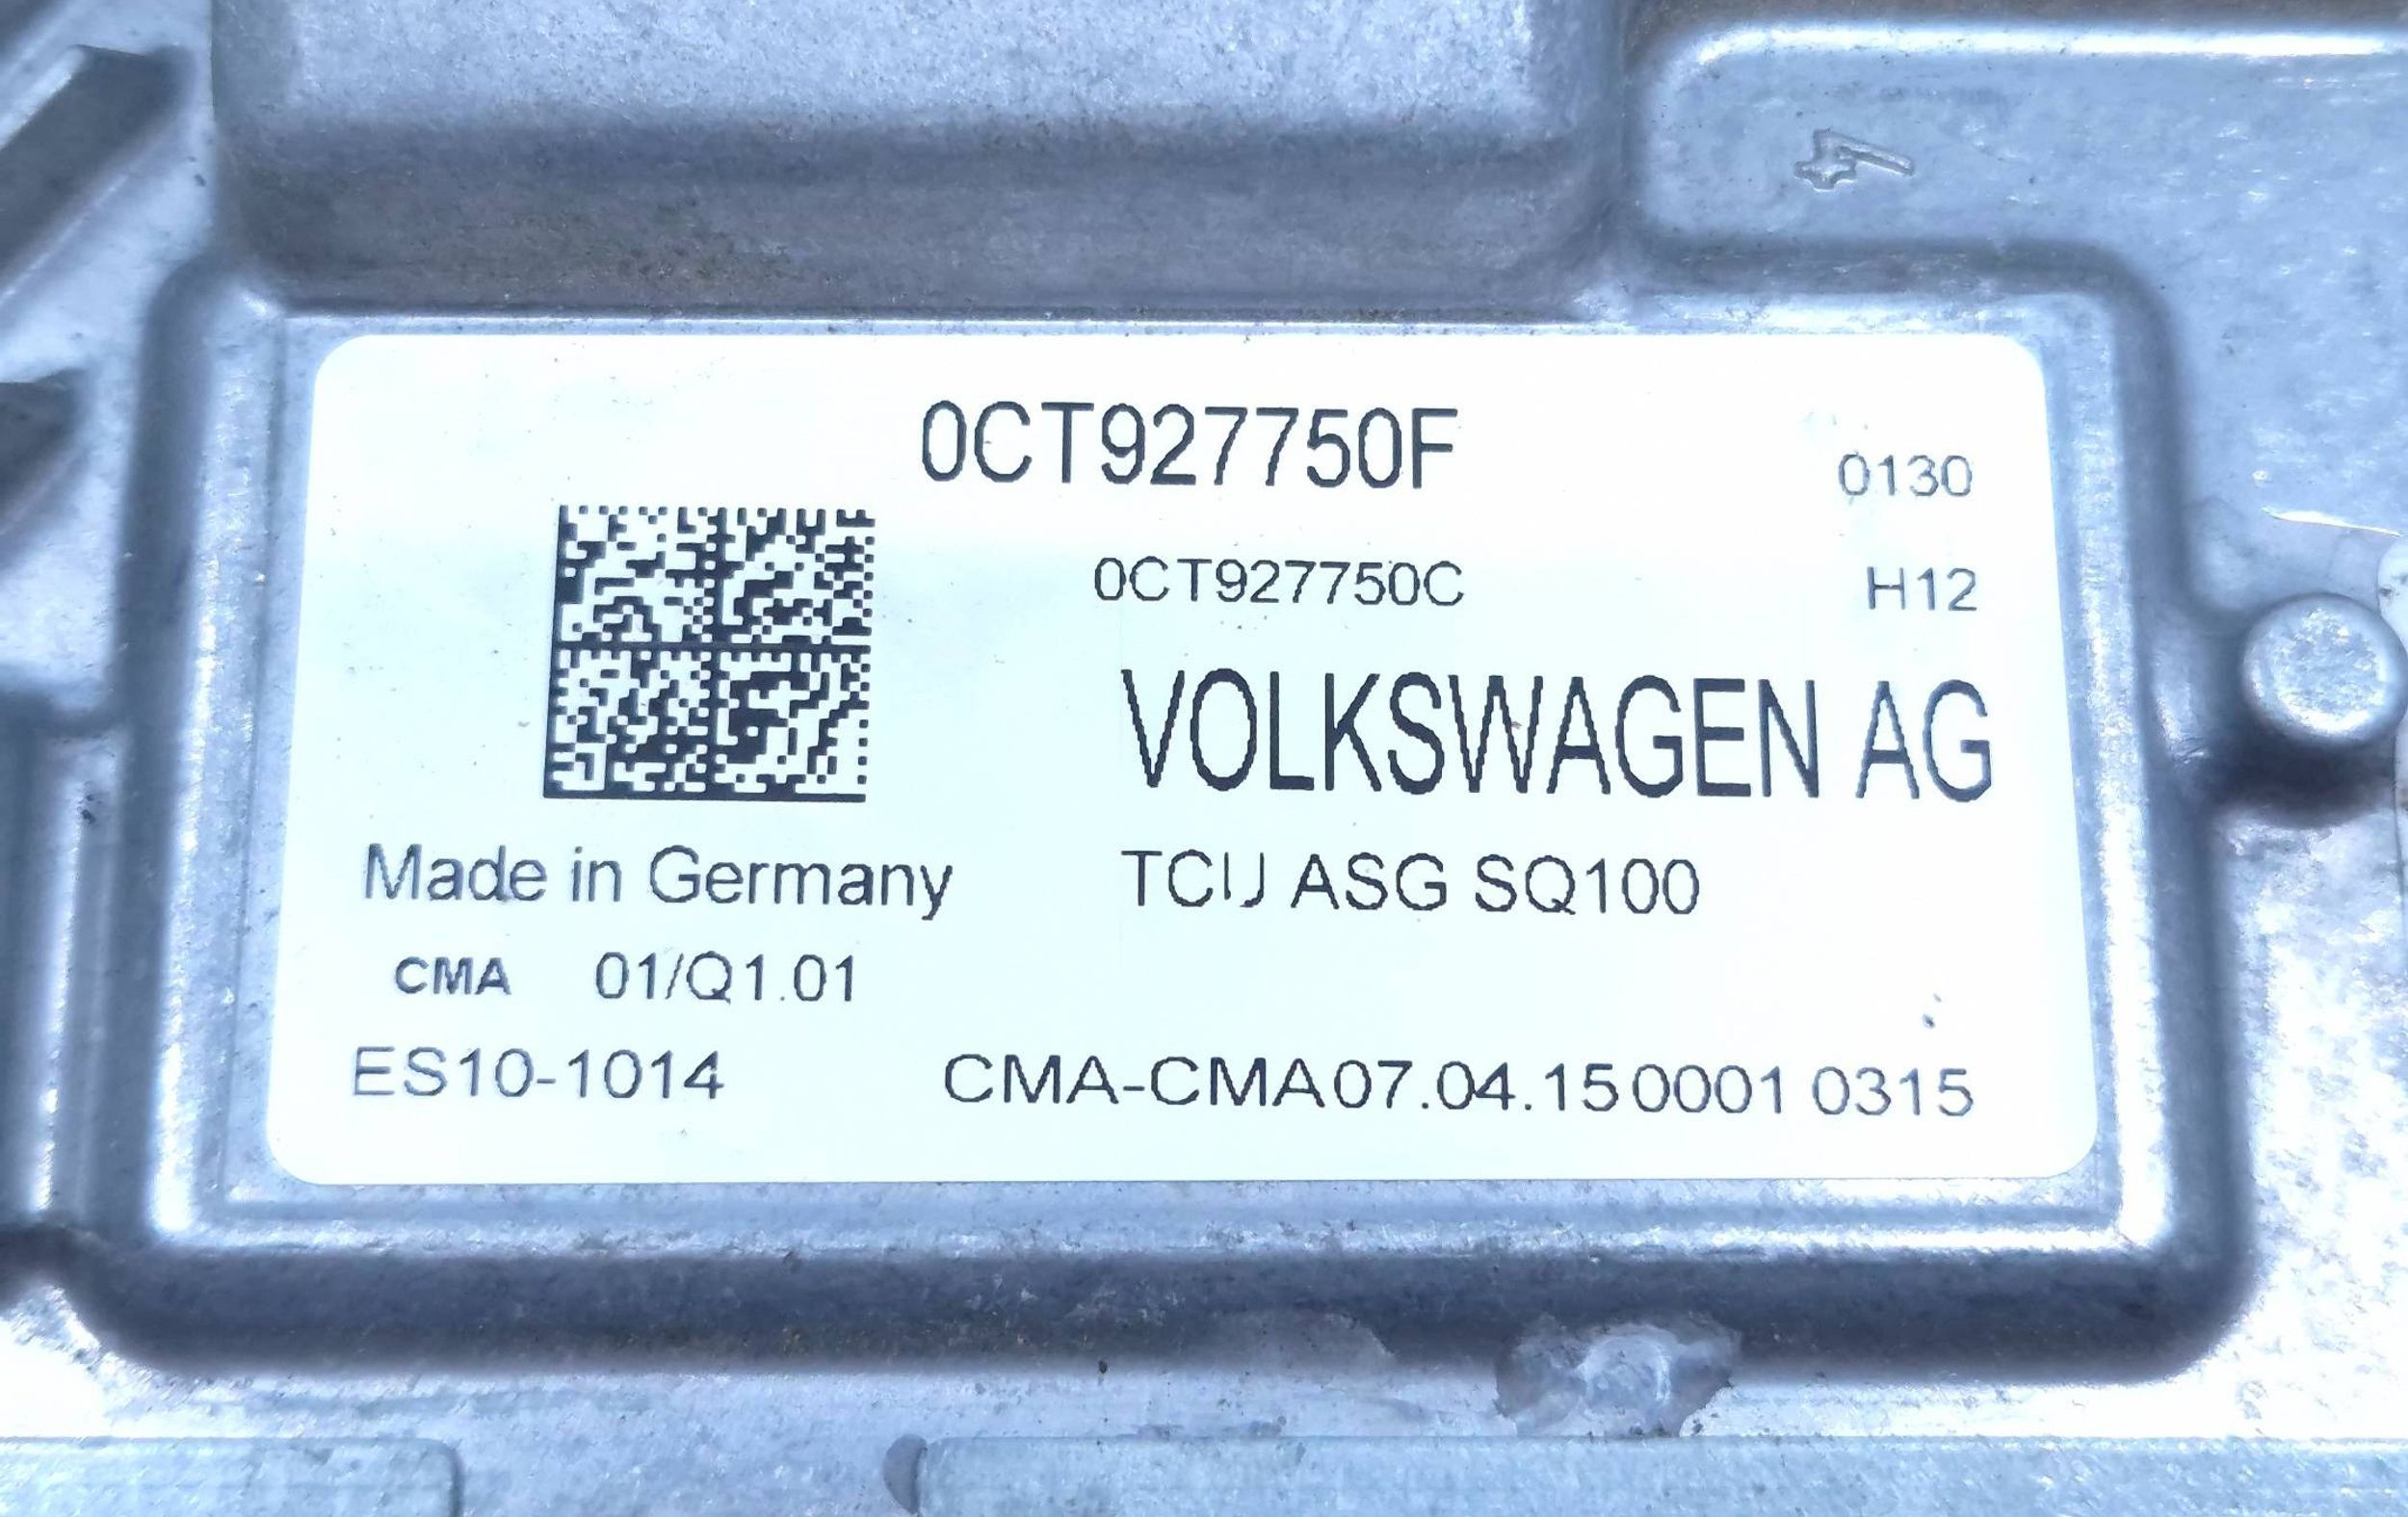 0CT927750F
0130
0CT927750C
H12
VOLKSWAGEN AG
Made in Germany
TCU ASG SQ100
CMA 01/Q1.01
ES10-1014
CMA-CMA07.04.15 0001 0315